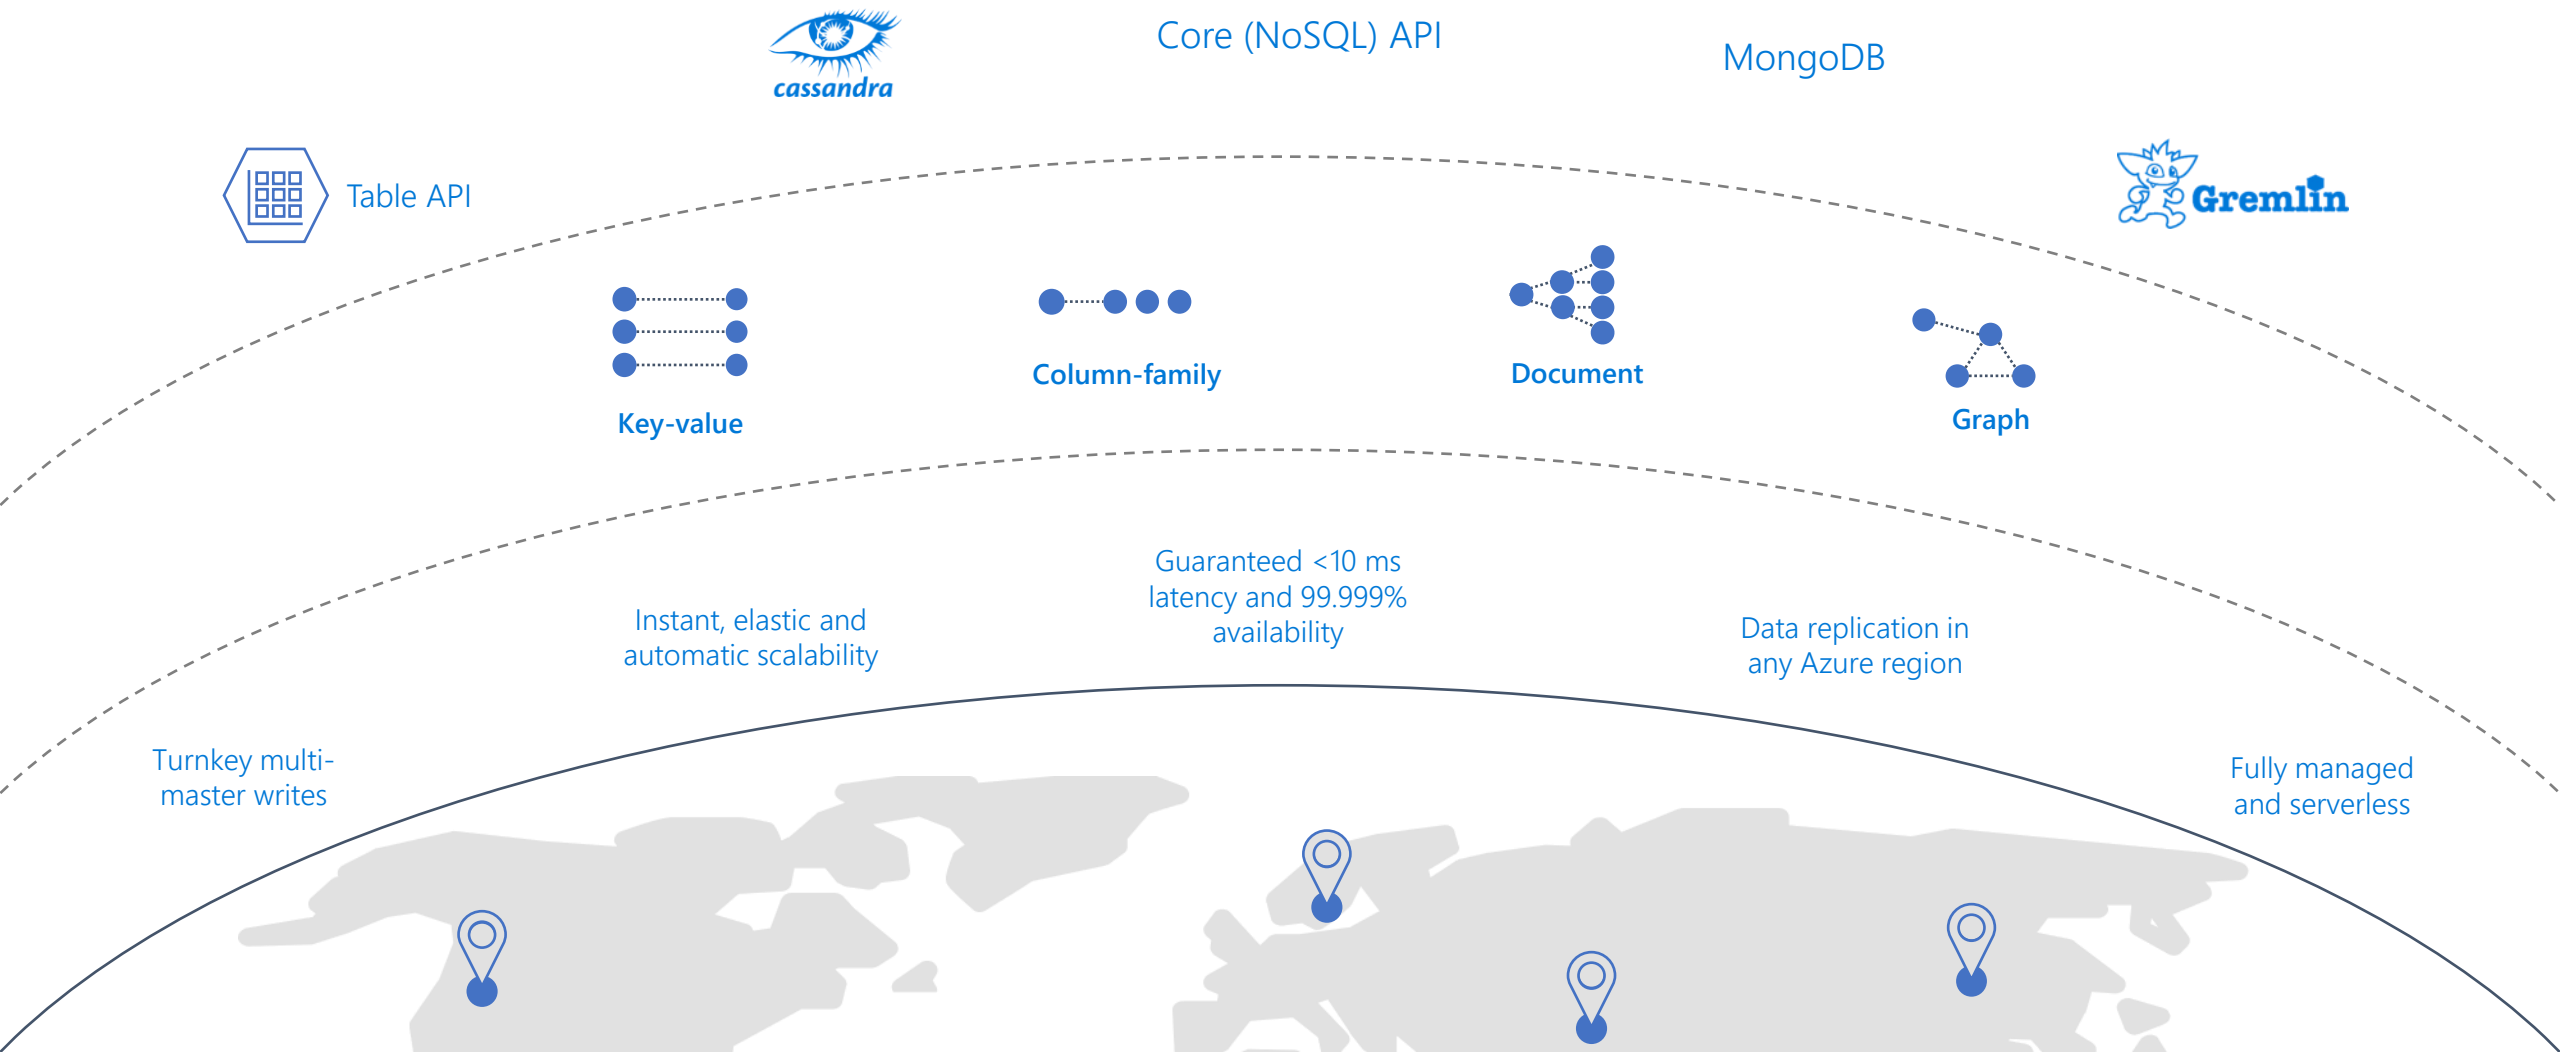 cassandra
Core (NoSQL) API
MongoDB
Table API
Gremlin
Key-value
Column-family
Document
Graph
Turnkey multi-
master writes
Instant, elastic and
automatic scalability
Guaranteed <10 ms
latency and 99.999%
availability
Data replication in
any Azure region
Fully managed
and serverless